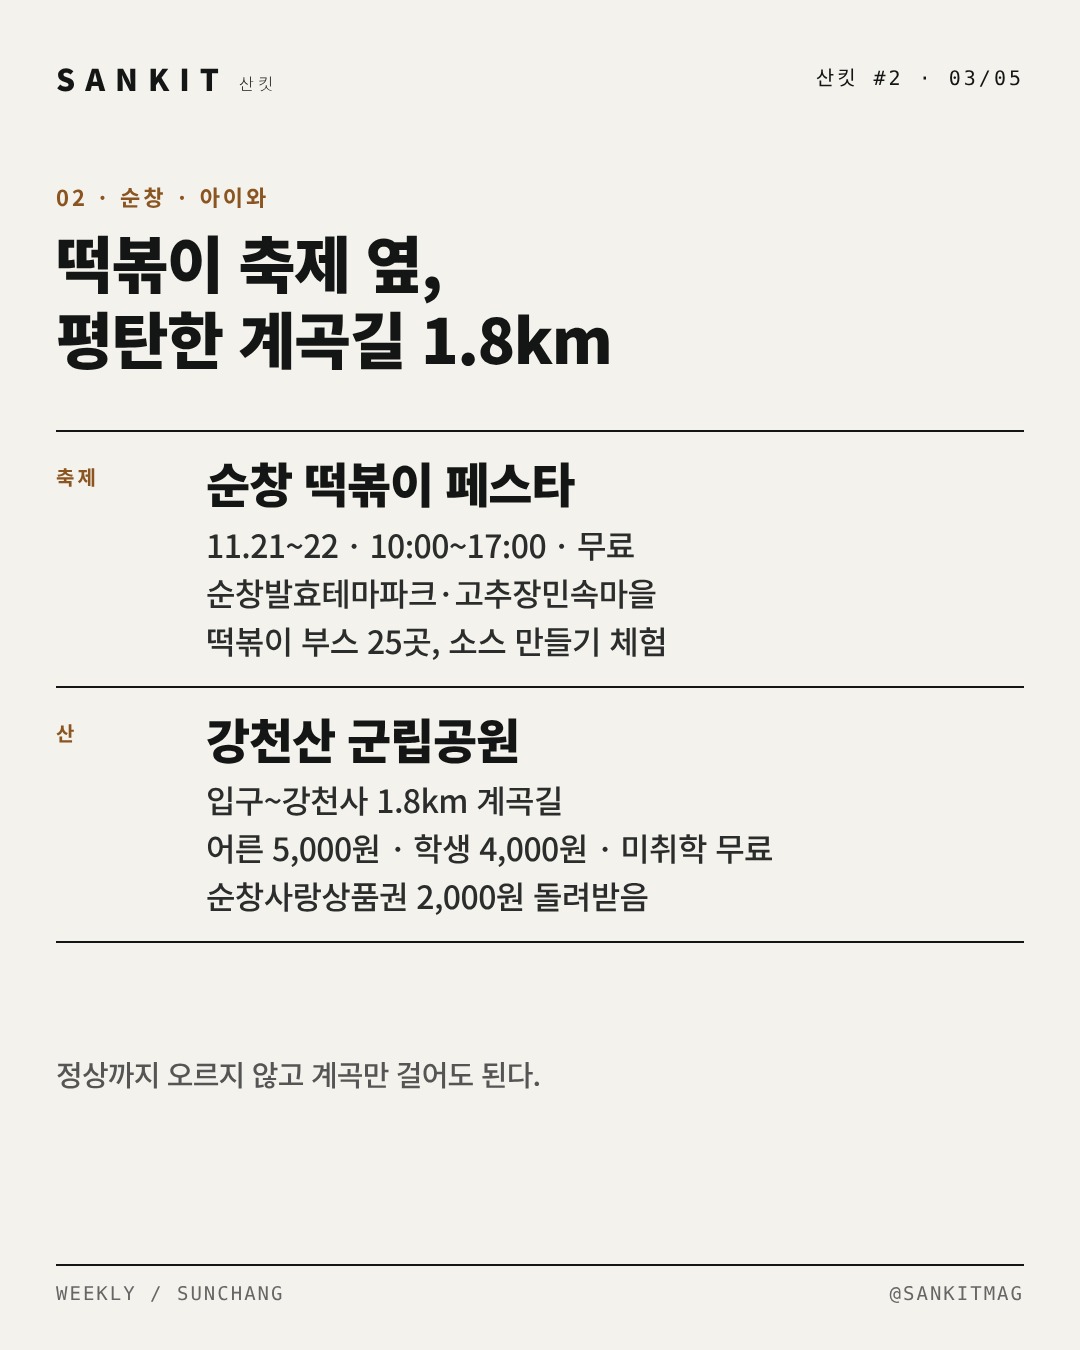 SANKIT 산킷
산킷 #2 · 03/05
02 · 순창 · 아이와
떡볶이 축제 옆,
평탄한 계곡길 1.8km
축제
순창 떡볶이 페스타
11.21~22 · 10:00~17:00 · 무료
순창발효테마파크·고추장민속마을
떡볶이 부스 25곳, 소스 만들기 체험
산
강천산 군립공원
입구~강천사 1.8km 계곡길
어른 5,000원 · 학생 4,000원 · 미취학 무료
순창사랑상품권 2,000원 돌려받음
정상까지 오르지 않고 계곡만 걸어도 된다.
WEEKLY / SUNCHANG
@SANKITMAG